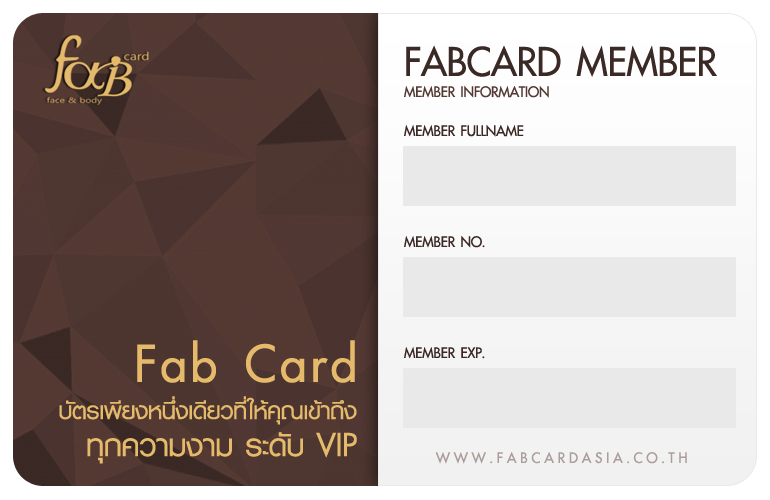 fab card
face & body
Fab Card
บัตรเพียงหนึ่งเดียวที่ให้คุณเข้าถึง
ทุกความงาม ระดับ VIP
FABCARD MEMBER
MEMBER INFORMATION
MEMBER FULLNAME
MEMBER NO.
MEMBER EXP.
WWW.FABCARDASIA.CO.TH